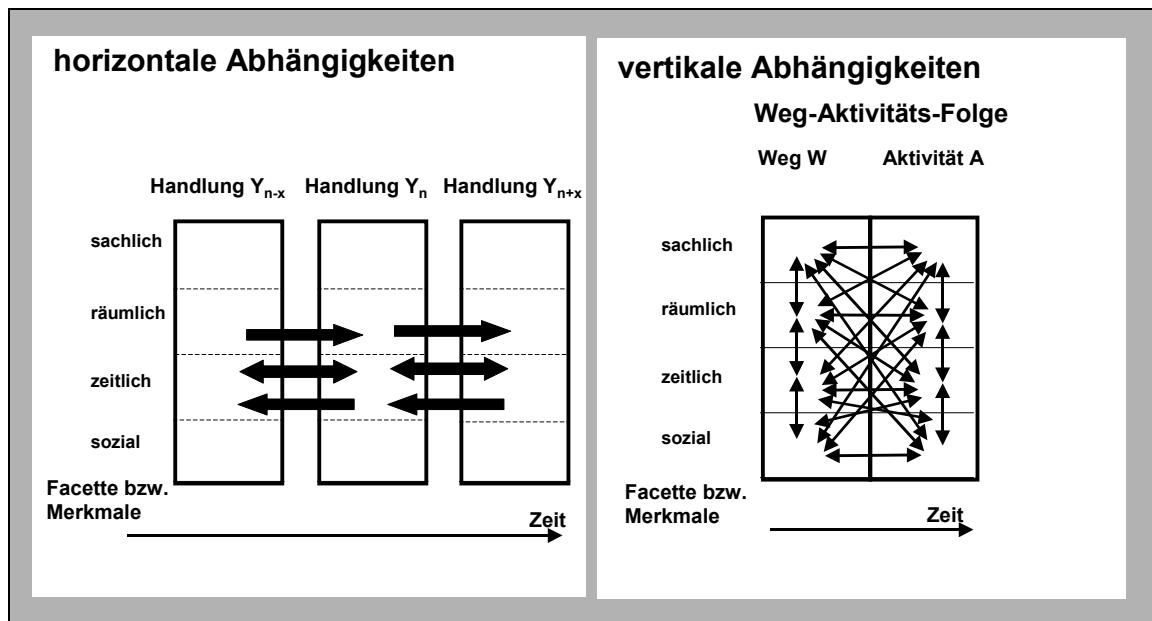 horizontale Abhängigkeiten
Handlung Yn-x Handlung Yn Handlung Yn+x
sachlich
räumlich
zeitlich
sozial
Facette bzw.
Merkmale
Zeit
vertikale Abhängigkeiten
Weg-Aktivitäts-Folge
Weg W Aktivität A
sachlich
räumlich
zeitlich
sozial
Facette bzw.
Merkmale
Zeit